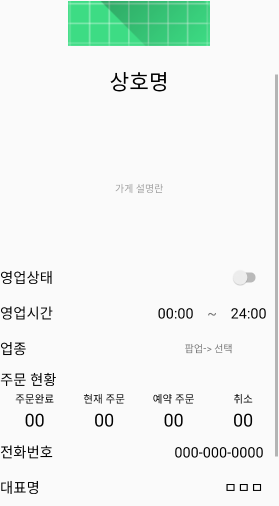 상호명
가게 설명란
영업상태
영업시간 00:00 ~ 24:00
업종 팝업-> 선택
주문 현황
주문완료 현재 주문 예약 주문 취소
00 00 00 00
전화번호 000-000-0000
대표명 ㅁㅁㅁ